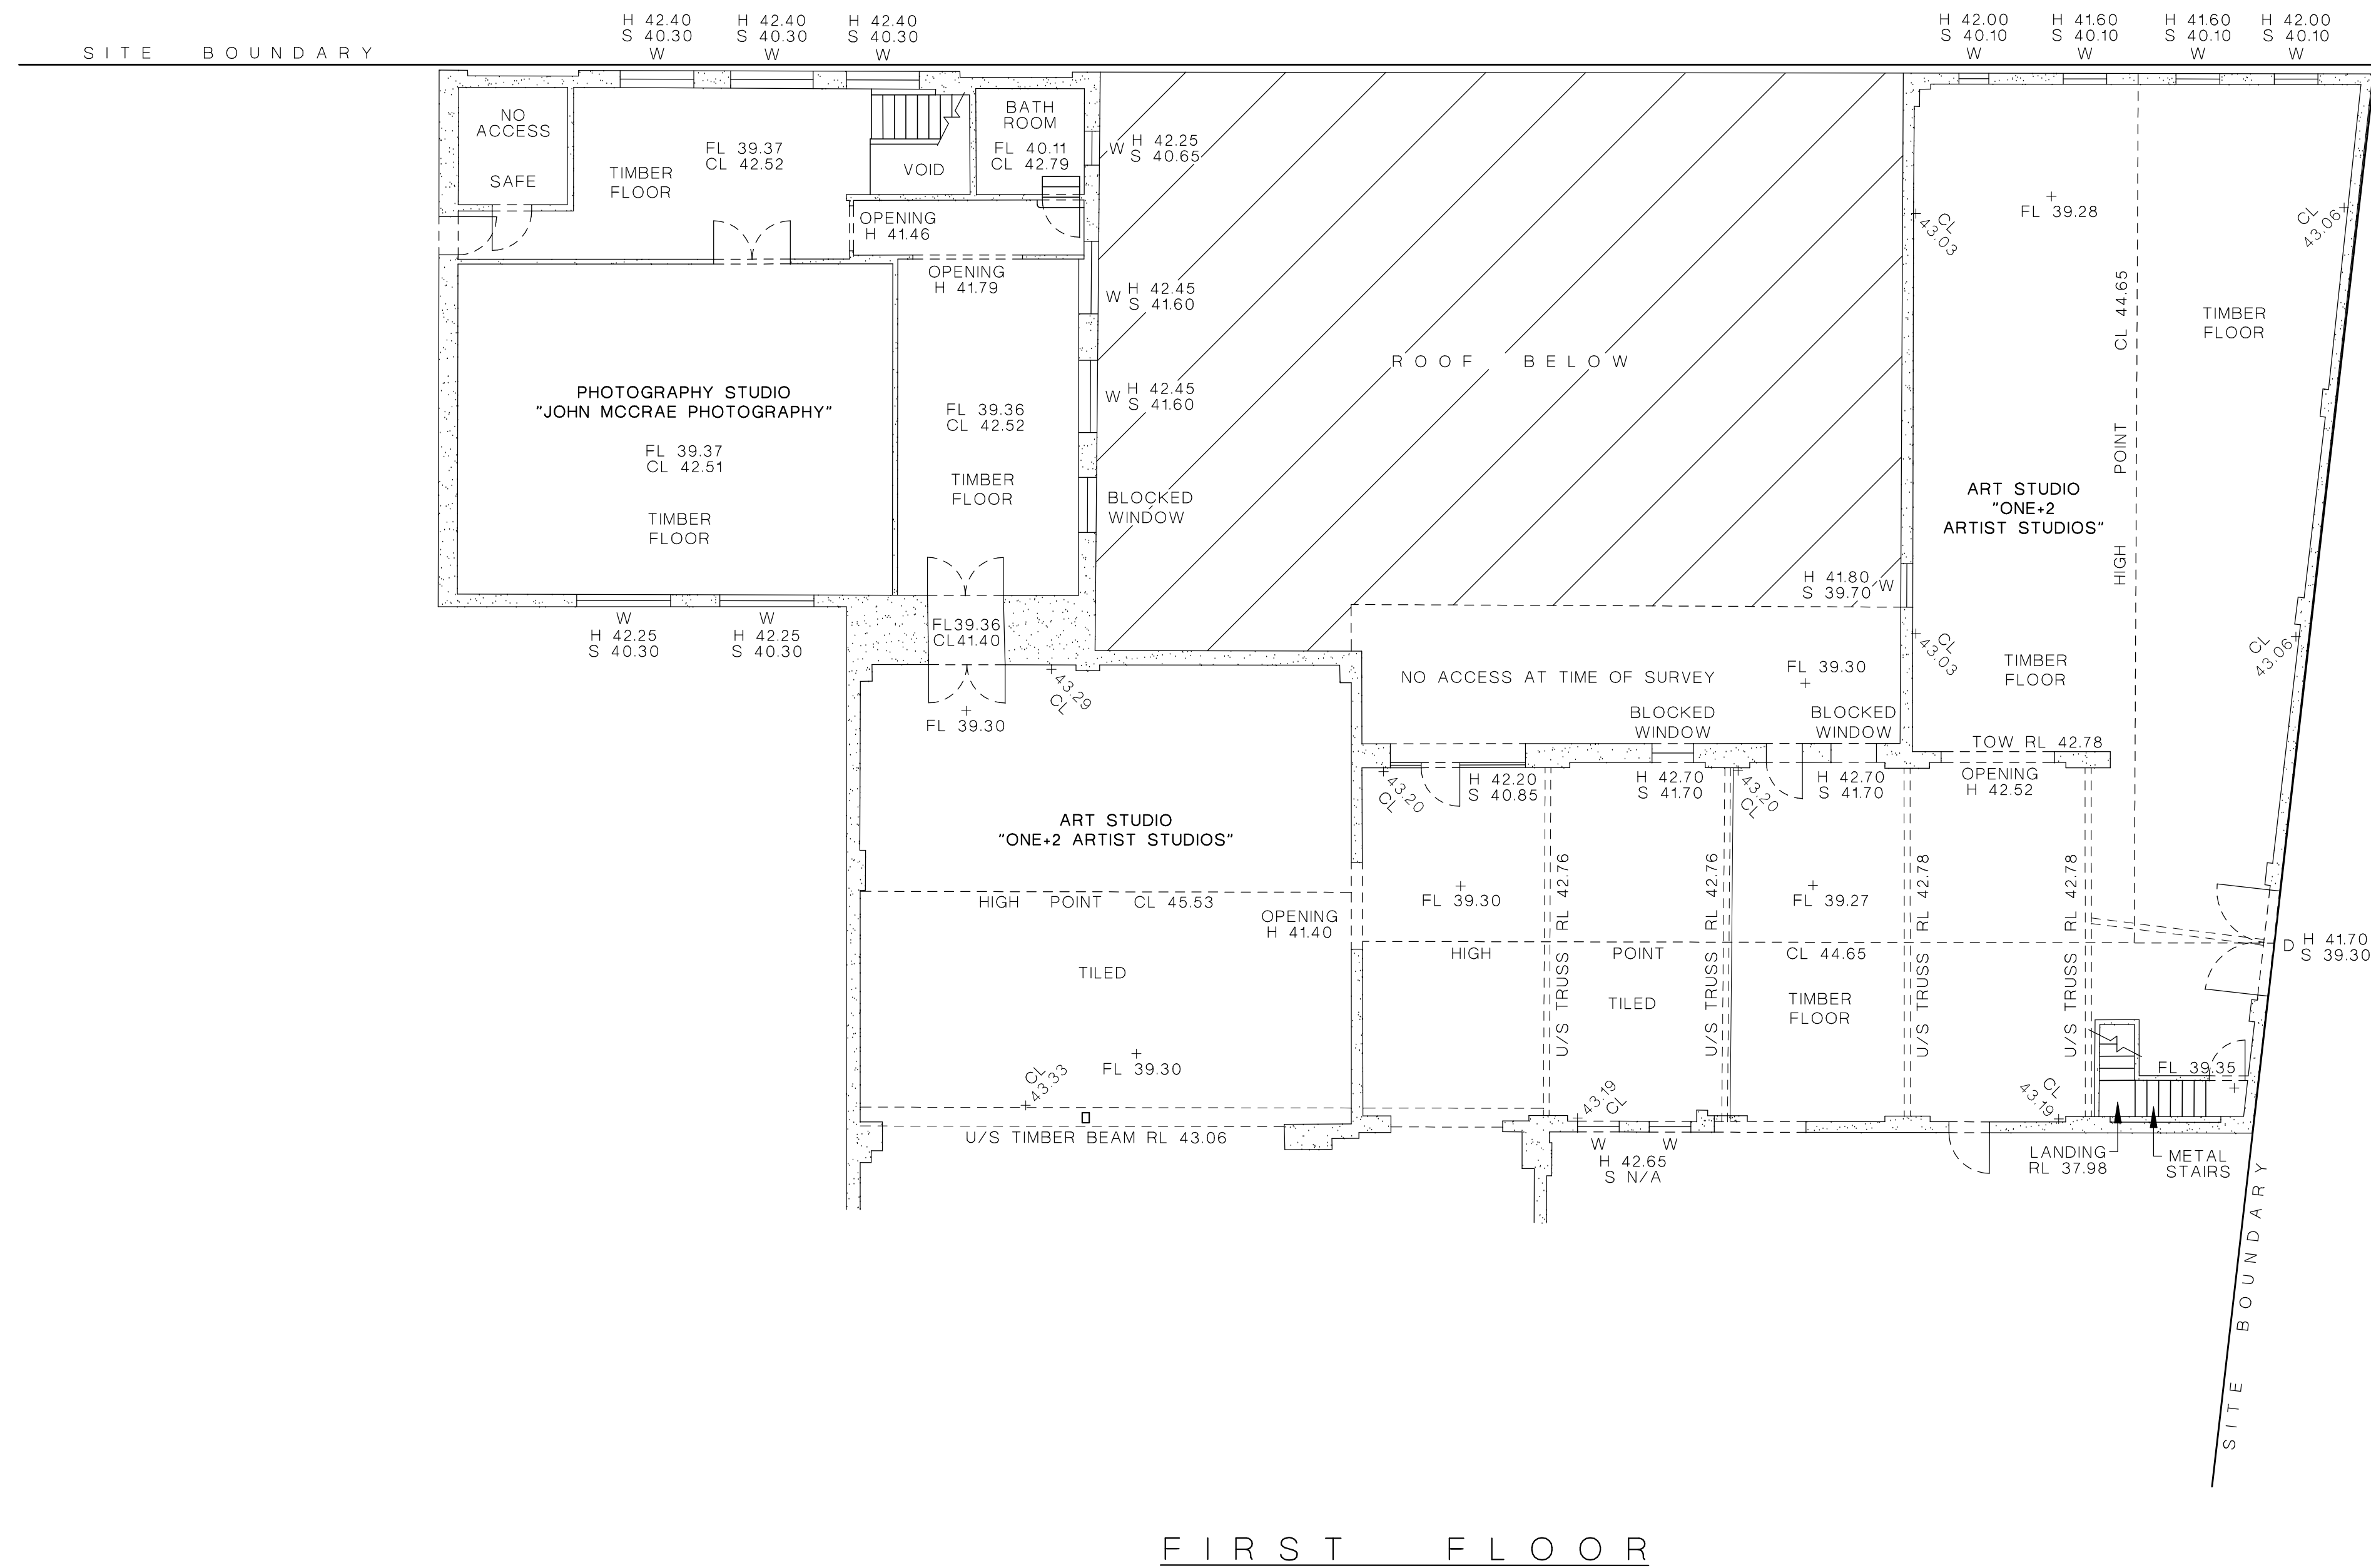 H 42.40
S 40.30
W
H 42.40
S 40.30
W
H 42.40
S 40.30
W
H 42.00
S 40.10
W
H 41.60
S 40.10
W
H 41.60
S 40.10
W
H 42.00
S 40.10
W
SITE BOUNDARY
NO
ACCESS
SAFE
TIMBER
FLOOR
FL 39.37
CL 42.52
VOID
BATH
ROOM
FL 40.11
CL 42.79
W H 42.25
S 40.65
OPENING
H 41.46
OPENING
H 41.79
W H 42.45
S 41.60
W H 42.45
S 41.60
PHOTOGRAPHY STUDIO
"JOHN MCCRAE PHOTOGRAPHY"
FL 39.37
CL 42.51
TIMBER
FLOOR
FL 39.36
CL 42.52
TIMBER
FLOOR
BLOCKED
WINDOW
ROOF BELOW
W
H 42.25
S 40.30
W
H 42.25
S 40.30
FL39.36
CL41.40
FL 39.30
43.29
CL
FL 39.28
CL
43.03
CL
43.06
HIGH POINT CL 44.65
TIMBER
FLOOR
ART STUDIO
"ONE+2
ARTIST STUDIOS"
H 41.80
S 39.70
W
CL
43.03
TIMBER
FLOOR
CL
43.06
NO ACCESS AT TIME OF SURVEY
FL 39.30
BLOCKED
WINDOW
BLOCKED
WINDOW
TOW RL 42.78
43.20
CL
H 42.20
S 40.85
H 42.70
S 41.70
43.20
CL
H 42.70
S 41.70
OPENING
H 42.52
ART STUDIO
"ONE+2 ARTIST STUDIOS"
HIGH POINT CL 45.53
OPENING
H 41.40
TILED
FL 39.30
CL
43.33
U/S TIMBER BEAM RL 43.06
FL 39.30
U/S TRUSS RL 42.76
U/S TRUSS RL 42.76
FL 39.27
U/S TRUSS RL 42.78
U/S TRUSS RL 42.78
HIGH POINT CL 44.65
TILED
TIMBER
FLOOR
D H 41.70
S 39.30
FL 39.35
43.19
CL
CL
43.19
W W
H 42.65
S N/A
LANDING
RL 37.98
METAL
STAIRS
SITE BOUNDARY
FIRST FLOOR